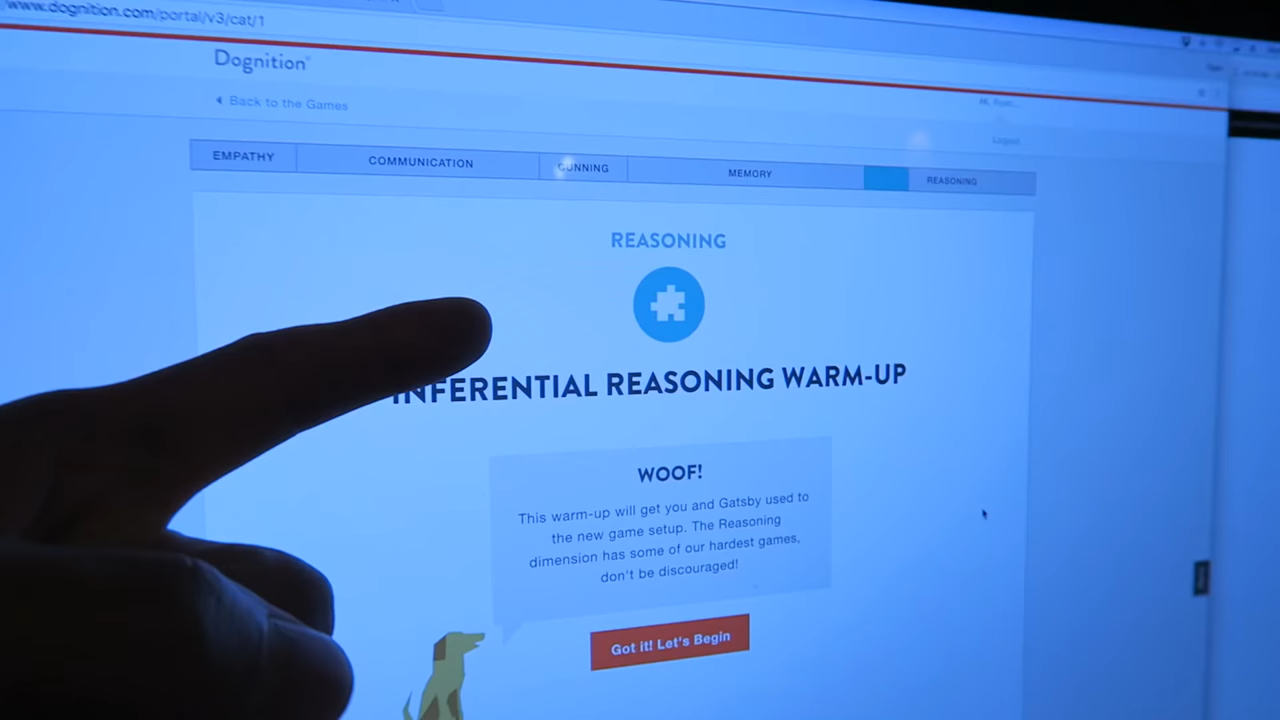 www.dognition.com/portal/v3/cat/1
Dognition
Back to the Games
Logout
EMPATHY COMMUNICATION CUNNING MEMORY REASONING
REASONING
INFERENTIAL REASONING WARM-UP
WOOF!
This warm-up will get you and Gatsby used to
the new game setup. The Reasoning
dimension has some of our hardest games,
don't be discouraged!
Got it! Let's Begin